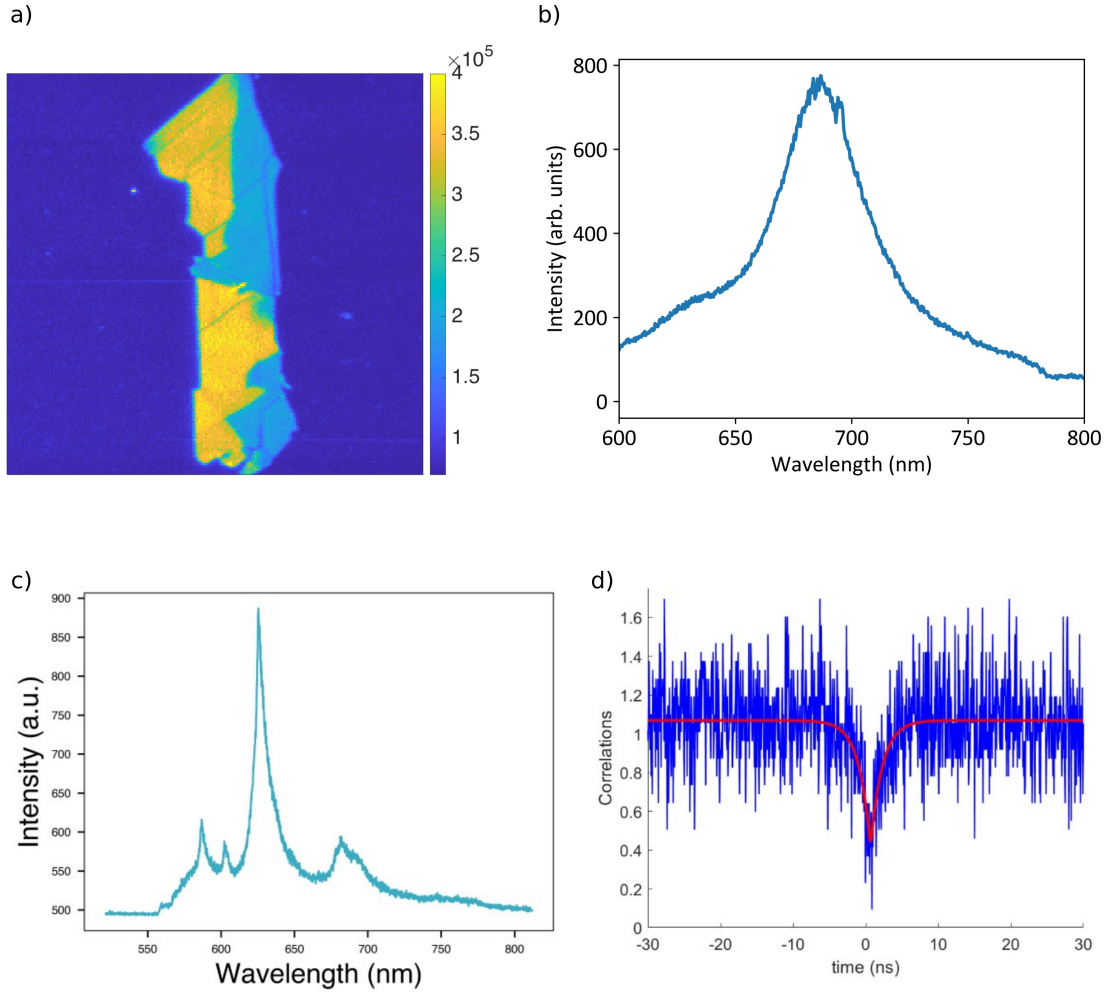 a)
×10⁵
4
3.5
3
2.5
2
1.5
1
b)
Intensity (arb. units)
800
600
400
200
0
600 650 700 750 800
Wavelength (nm)
c)
Intensity (a.u.)
900
850
800
750
700
650
600
550
500
550 600 650 700 750 800
Wavelength (nm)
d)
Correlations
1.6
1.4
1.2
1
0.8
0.6
0.4
0.2
0
-30 -20 -10 0 10 20 30
time (ns)